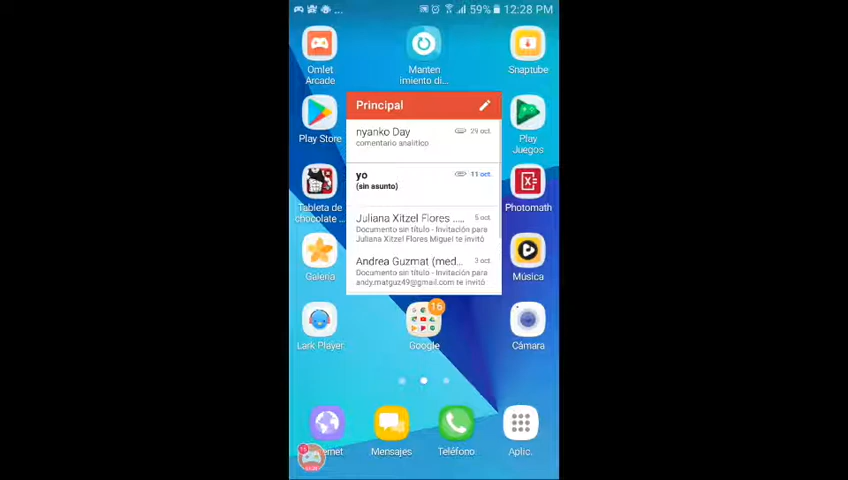 ... 59% 12:28 PM
Omlet
Arcade
Manten
imiento di...
Snaptube
Principal
nyanko Day 29 oct.
comentario analítico
yo 11 oct.
(sin asunto)
Juliana Xitzel Flores ..... 5 oct.
Documento sin título - Invitación para
Juliana Xitzel Flores Miguel te invitó
Andrea Guzmat (med... 3 oct.
Documento sin título - Invitación para
andy.matguz49@gmail.com te invitó
Play Store
Play
Juegos
Tableta de
chocolate ...
Photomath
Galería
Música
Lark Player
16
Google
Cámara
ernet
Mensajes
Teléfono
Aplic.